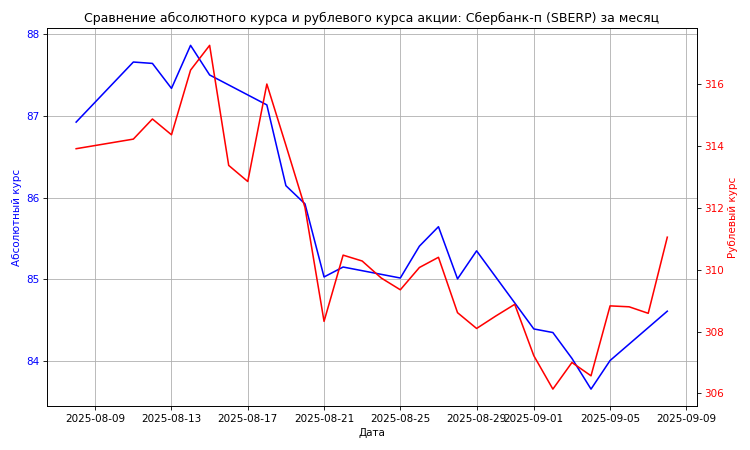 Сравнение абсолютного курса и рублевого курса акции: Сбербанк-п (SBERP) за месяц
88
87
86
85
84
Абсолютный курс
316
314
312
310
308
306
Рублевый курс
2025-08-09 2025-08-13 2025-08-17 2025-08-21 2025-08-25 2025-08-29 2025-09-01 2025-09-05 2025-09-09
Дата